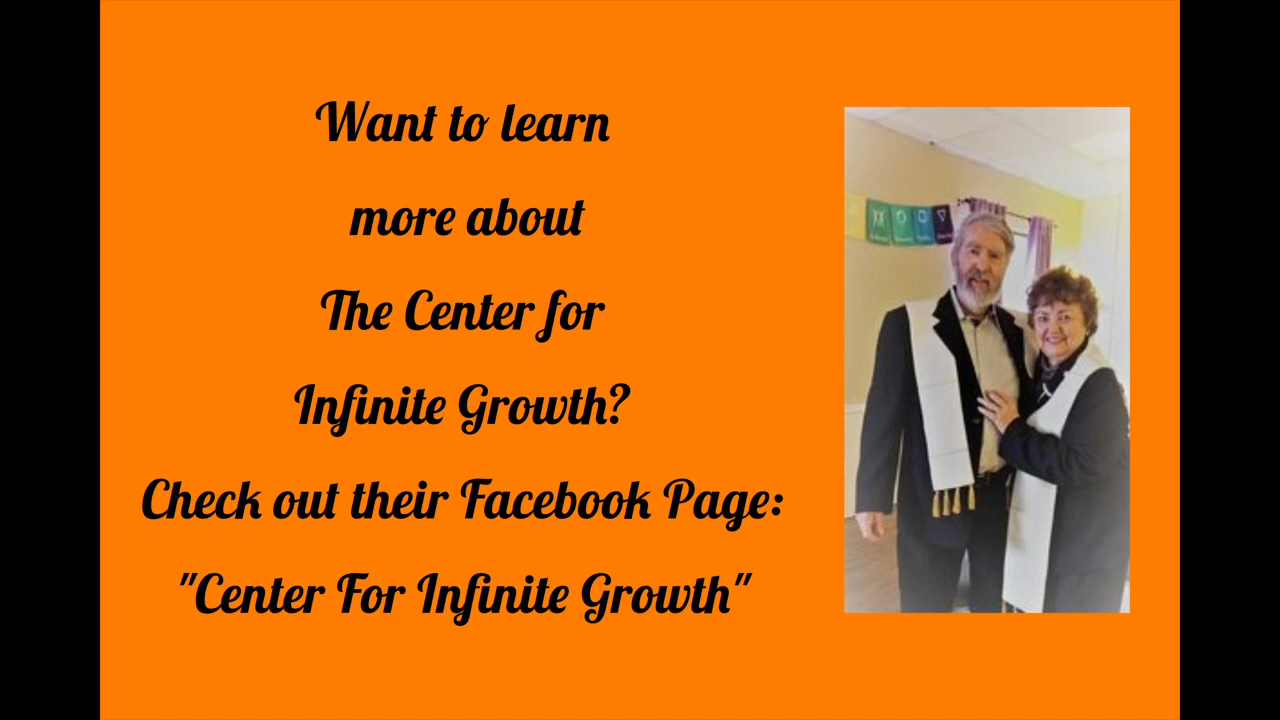 Want to learn
more about
The Center for
Infinite Growth?
Check out their Facebook Page:
"Center For Infinite Growth"